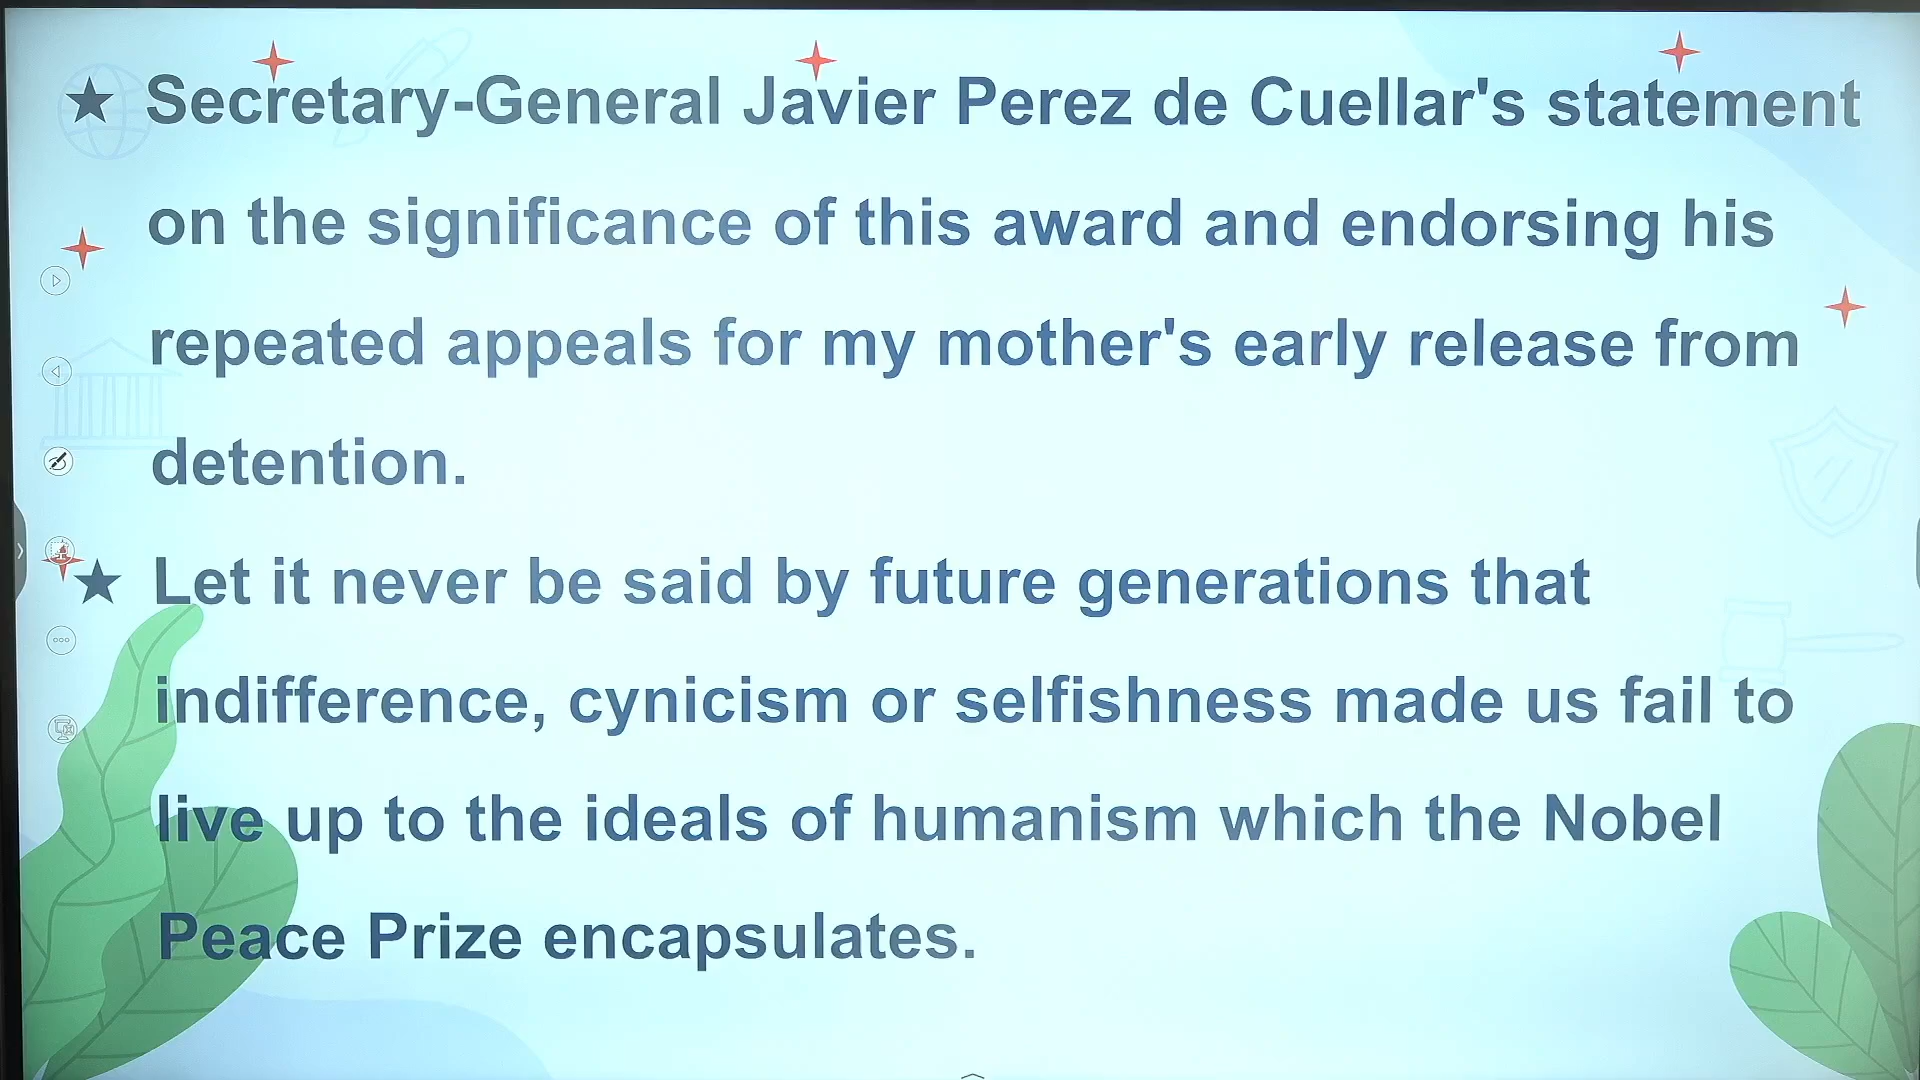 ★ Secretary-General Javier Perez de Cuellar's statement
on the significance of this award and endorsing his
repeated appeals for my mother's early release from
detention.
★ Let it never be said by future generations that
indifference, cynicism or selfishness made us fail to
live up to the ideals of humanism which the Nobel
Peace Prize encapsulates.